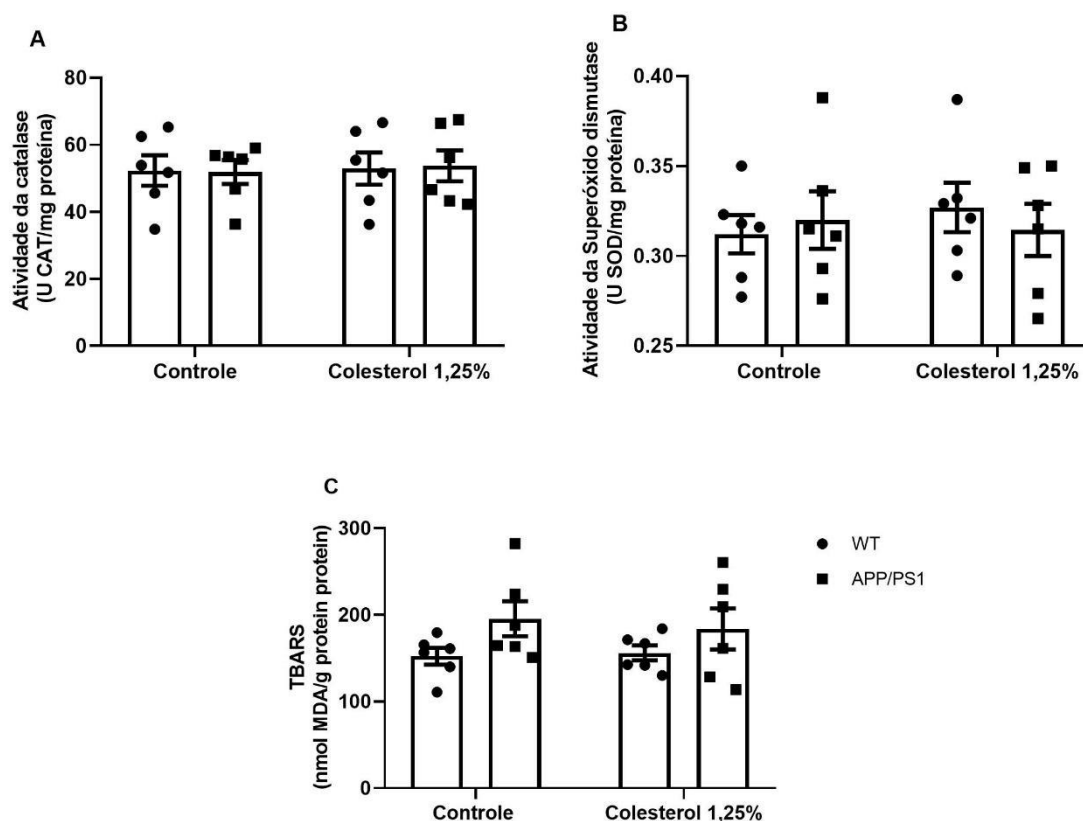 A
Atividade da catalase
(U CAT/mg proteína)
80
60
40
20
0
Controle
Colesterol 1,25%
B
Atividade da Superóxido dismutase
(U SOD/mg proteína)
0.40
0.35
0.30
0.25
Controle
Colesterol 1,25%
C
TBARS
(nmol MDA/g protein protein)
300
200
100
0
Controle
Colesterol 1,25%
WT
APP/PS1